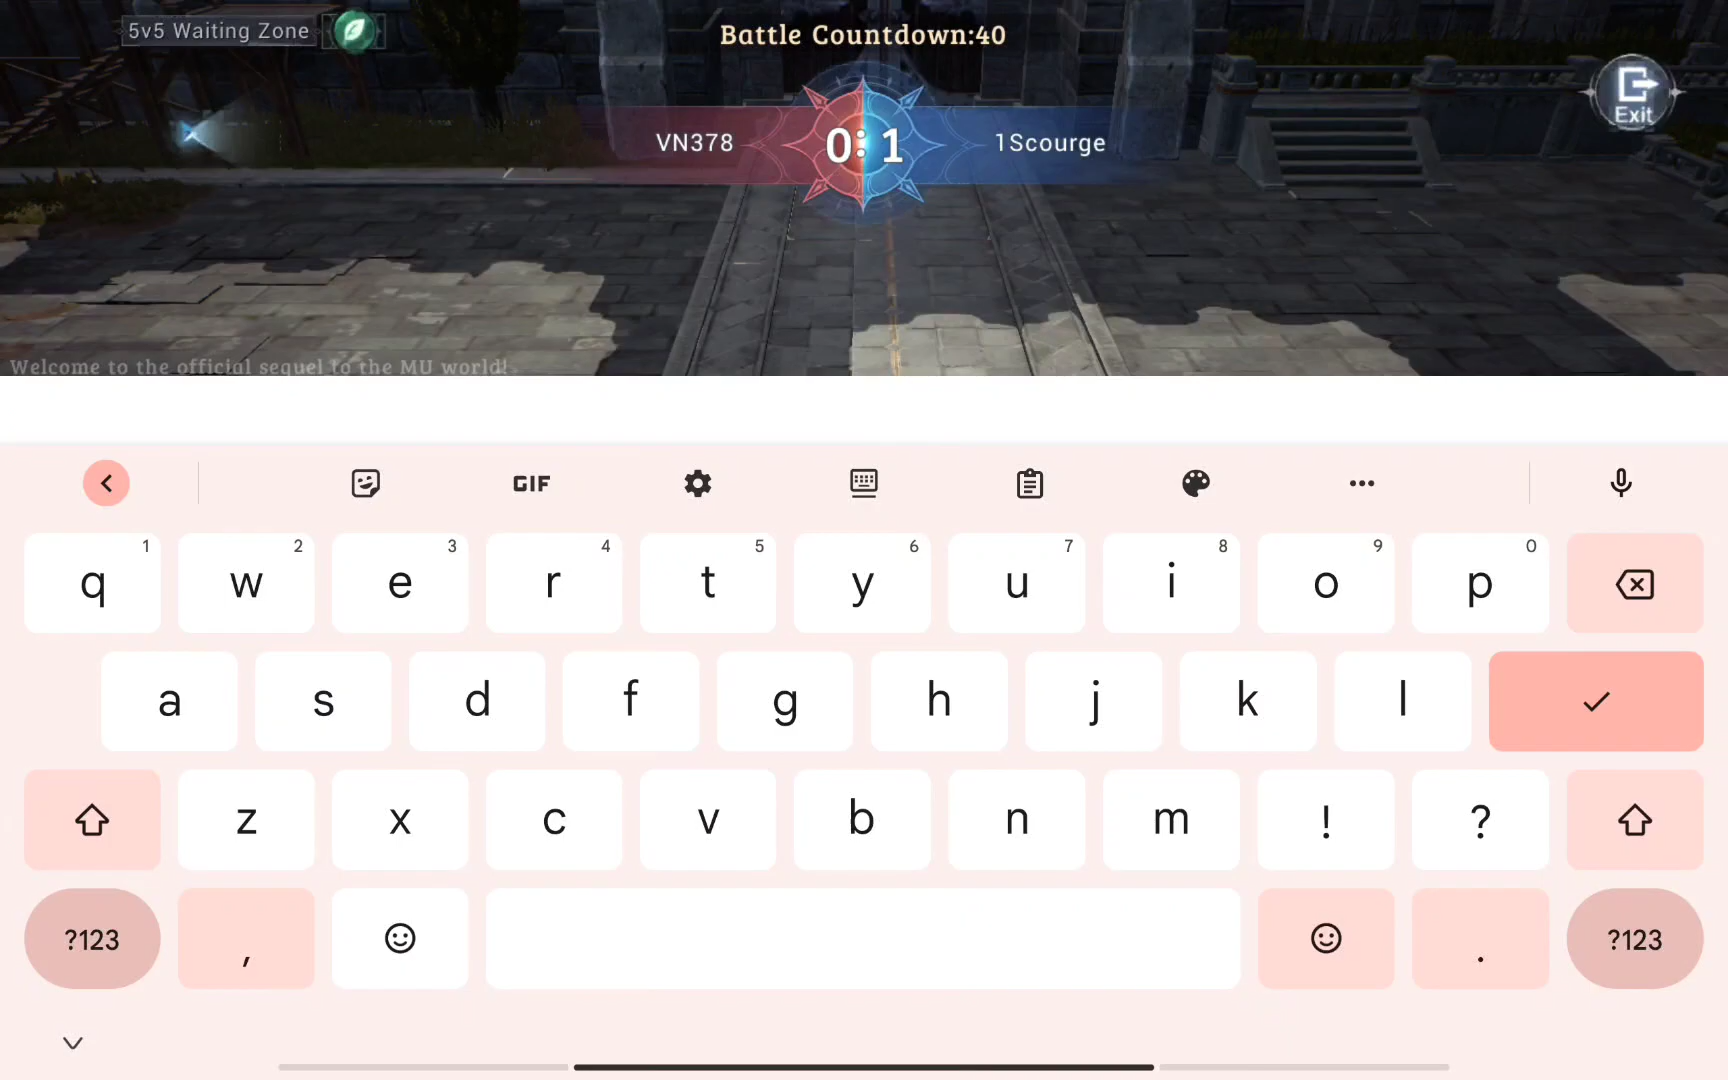 5v5 Waiting Zone
Battle Countdown:40
Exit
VN378
0:1
1Scourge
Welcome to the official sequel to the MU world!
GIF
q 1 w 2 e 3 r 4 t 5 y 6 u 7 i 8 o 9 p 0
a s d f g h j k l
z x c v b n m ! ?
?123 , . ?123